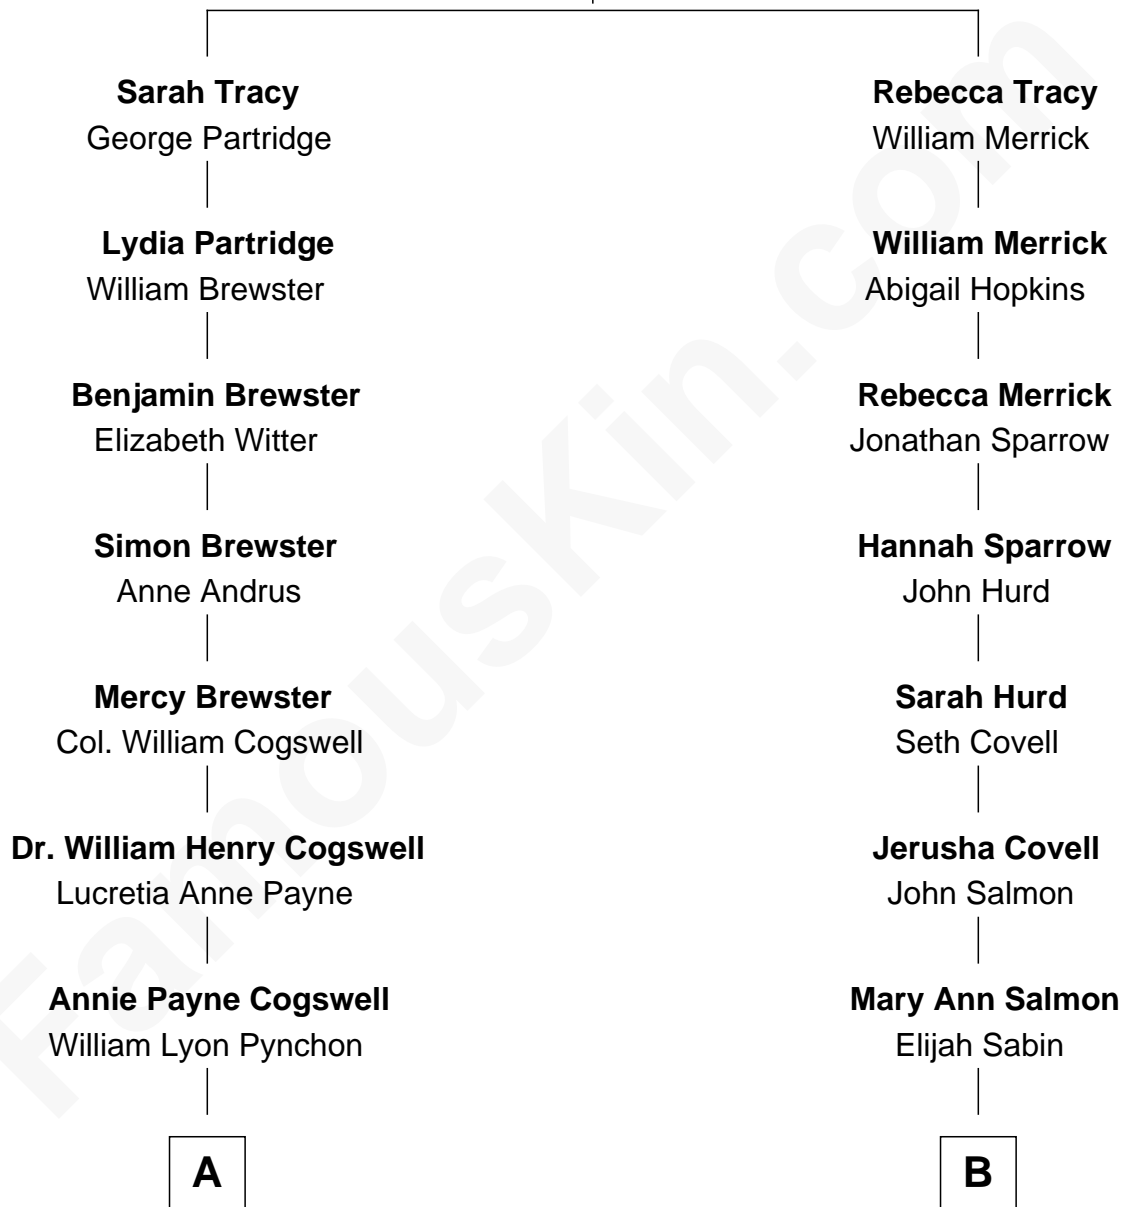 Sarah Tracy
George Partridge
Lydia Partridge
William Brewster
Benjamin Brewster
Elizabeth Witter
Simon Brewster
Anne Andrus
Mercy Brewster
Col. William Cogswell
Dr. William Henry Cogswell
Lucretia Anne Payne
Annie Payne Cogswell
William Lyon Pynchon
A
Rebecca Tracy
William Merrick
William Merrick
Abigail Hopkins
Rebecca Merrick
Jonathan Sparrow
Hannah Sparrow
John Hurd
Sarah Hurd
Seth Covell
Jerusha Covell
John Salmon
Mary Ann Salmon
Elijah Sabin
B
FamousKin.com